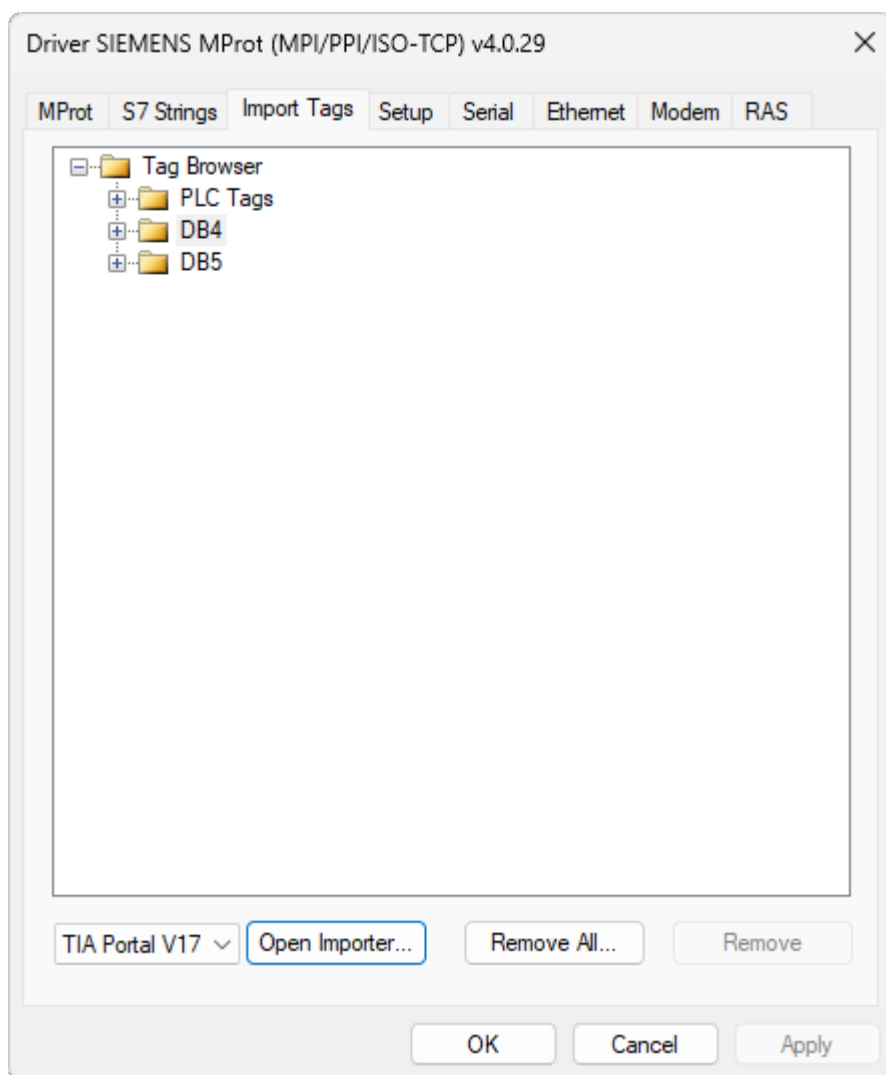 Driver SIEMENS MProt (MPI/PPI/ISO-TCP) v4.0.29
MProt S7 Strings Import Tags Setup Serial Ethernet Modem RAS
Tag Browser
PLC Tags
DB4
DB5
TIA Portal V17 Open Importer... Remove All... Remove
OK Cancel Apply